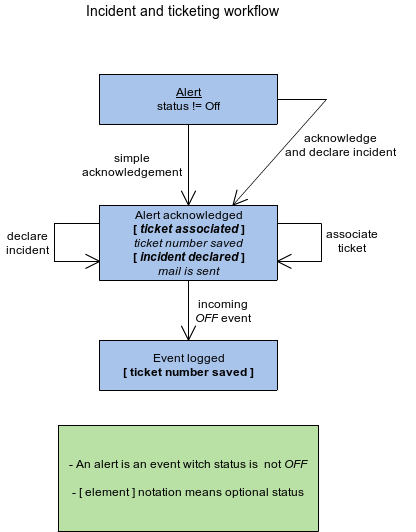 Incident and ticketing workflow
Alert
status != Off
simple
acknowledgement
acknowledge
and declare incident
Alert acknowledged
[ ticket associated ]
ticket number saved
[ incident declared ]
mail is sent
declare
incident
associate
ticket
incoming
OFF event
Event logged
[ ticket number saved ]
- An alert is an event witch status is  not OFF
- [ element ] notation means optional status